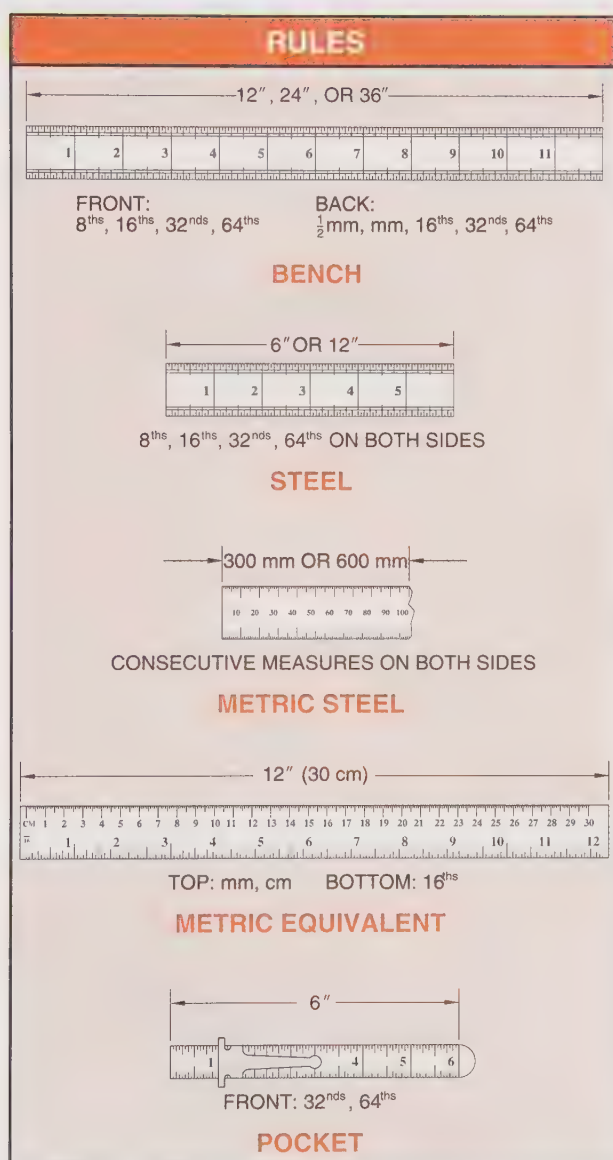 RULES
12", 24", OR 36"
1 2 3 4 5 6 7 8 9 10 11
FRONT: BACK:
8ths, 16ths, 32nds, 64ths ½mm, mm, 16ths, 32nds, 64ths
BENCH
6" OR 12"
1 2 3 4 5
8ths, 16ths, 32nds, 64ths ON BOTH SIDES
STEEL
300 mm OR 600 mm
10 20 30 40 50 60 70 80 90 100
CONSECUTIVE MEASURES ON BOTH SIDES
METRIC STEEL
12" (30 cm)
CM 1 2 3 4 5 6 7 8 9 10 11 12 13 14 15 16 17 18 19 20 21 22 23 24 25 26 27 28 29 30
1 2 3 4 5 6 7 8 9 10 11 12
TOP: mm, cm BOTTOM: 16ths
METRIC EQUIVALENT
6"
1 4 5 6
FRONT: 32nds, 64ths
POCKET